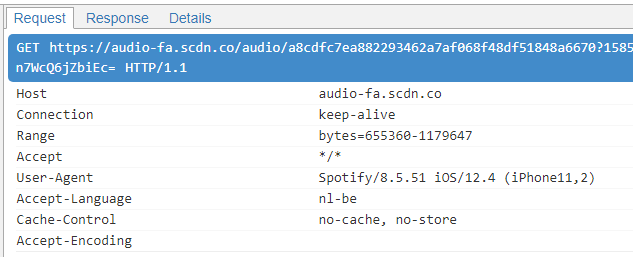 Request Response Details
GET https://audio-fa.scdn.co/audio/a8cdfc7ea882293462a7af068f48df51848a6670?1585
n7WcQ6jZbiEc= HTTP/1.1
Host audio-fa.scdn.co
Connection keep-alive
Range bytes=655360-1179647
Accept */*
User-Agent Spotify/8.5.51 iOS/12.4 (iPhone11,2)
Accept-Language nl-be
Cache-Control no-cache, no-store
Accept-Encoding